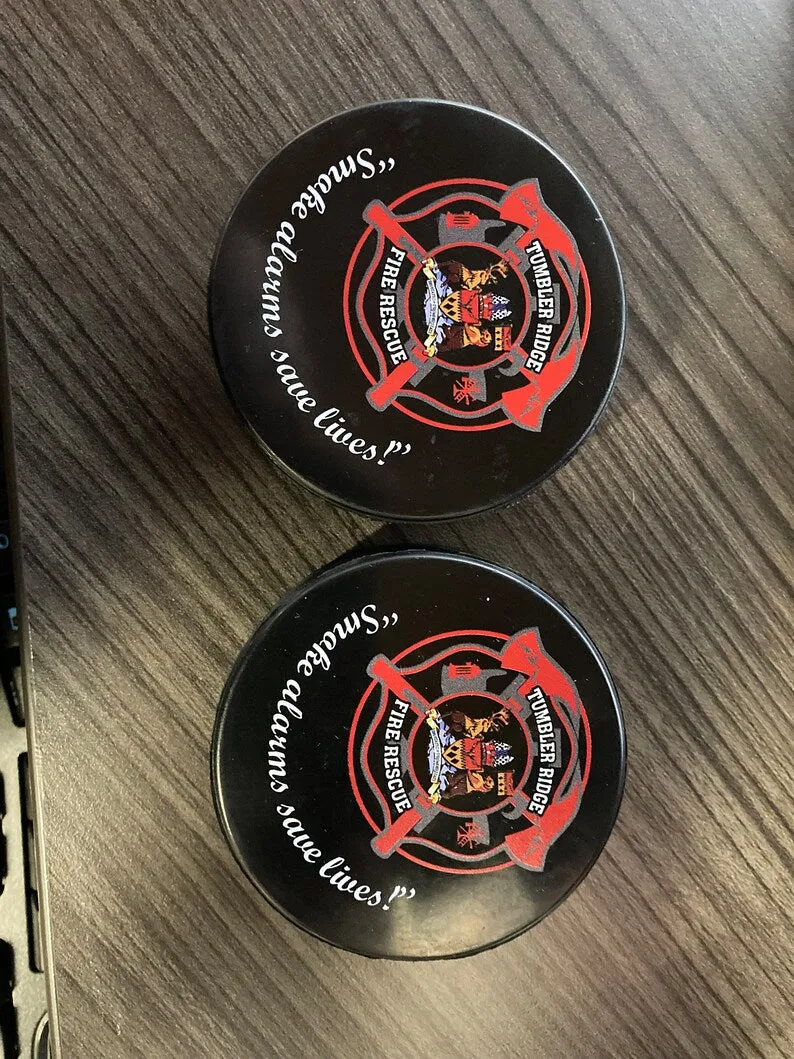 TUMBLER RIDGE
FIRE RESCUE
“Smoke alarms save lives!”
TUMBLER RIDGE
FIRE RESCUE
“Smoke alarms save lives!”